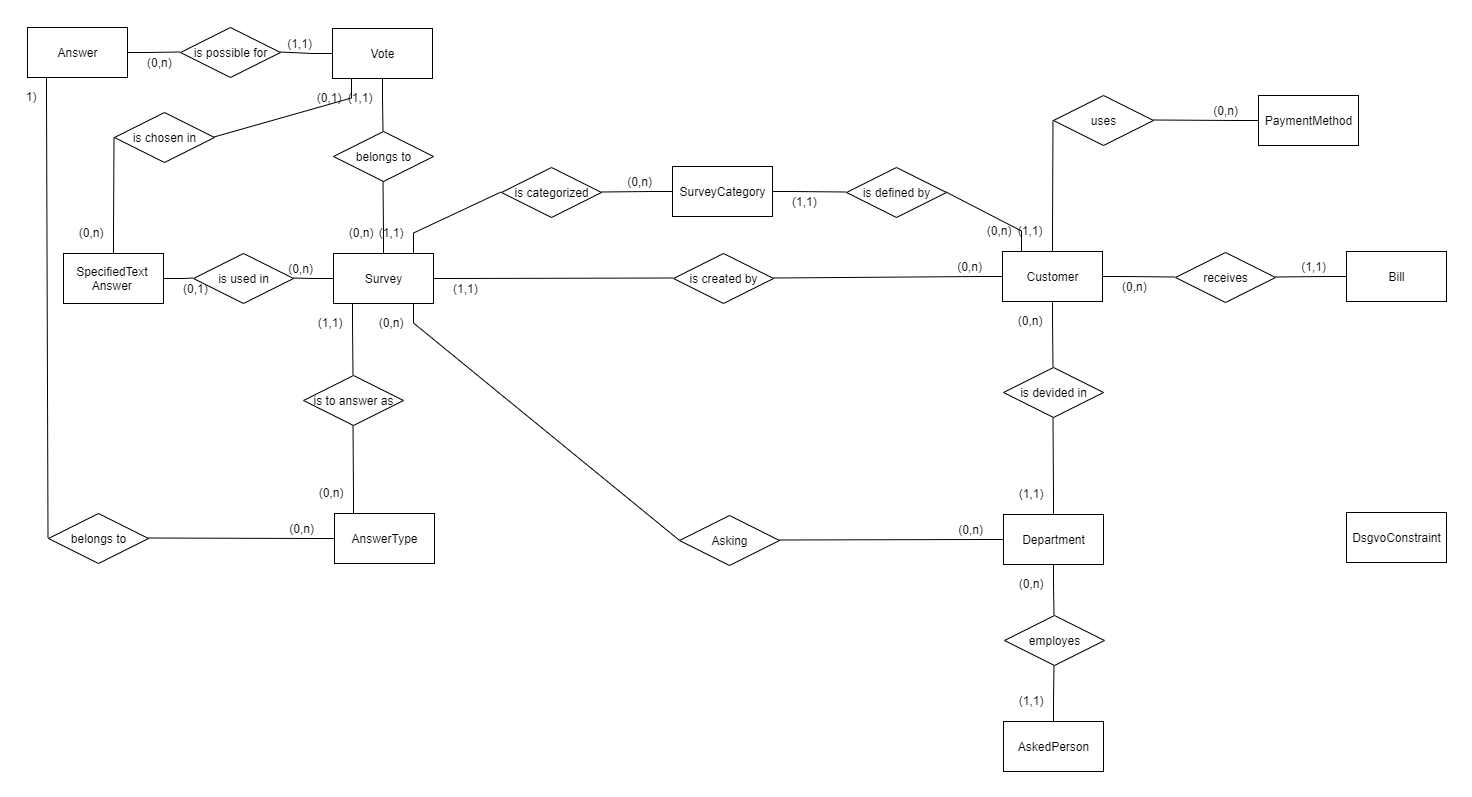 Answer
is possible for
(1,1)
Vote
(0,n)
1)
(0,1)
(1,1)
is chosen in
belongs to
uses
(0,n)
PaymentMethod
is categorized
(0,n)
SurveyCategory
(1,1)
is defined by
(0,n)
(0,n)
(1,1)
(0,n)
(1,1)
SpecifiedText
Answer
(0,1)
is used in
(0,n)
Survey
(1,1)
is created by
(0,n)
Customer
(0,n)
receives
(1,1)
Bill
(1,1)
(0,n)
(0,n)
is to answer as
is devided in
(0,n)
(1,1)
belongs to
(0,n)
AnswerType
Asking
(0,n)
Department
DsgvoConstraint
(0,n)
employes
(1,1)
AskedPerson